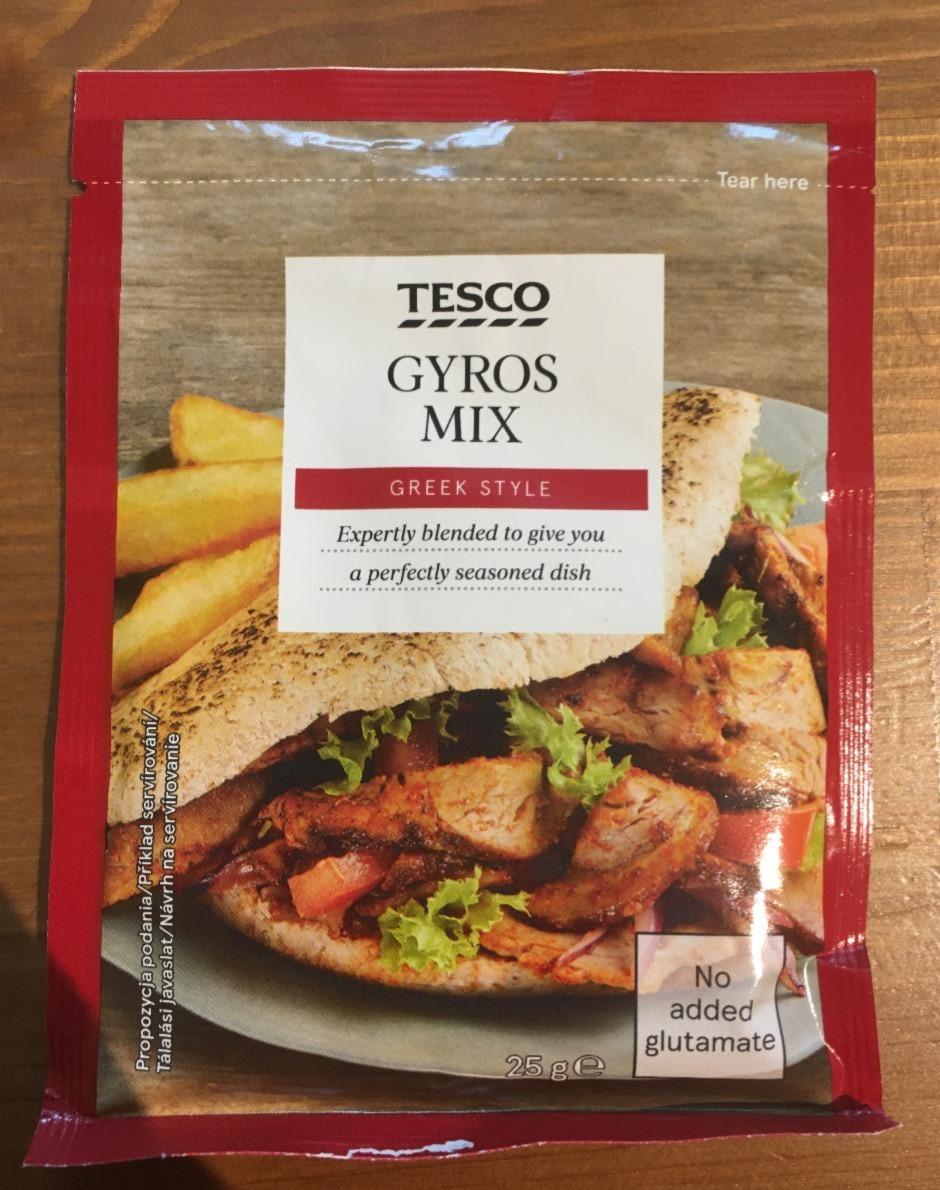 Tear here
TESCO
GYROS
MIX
GREEK STYLE
Expertly blended to give you
a perfectly seasoned dish
Propozycja podania/Příklad servírování/
Tálalási javaslat/Návrh na servírovanie
No
added
glutamate
25 g ℮